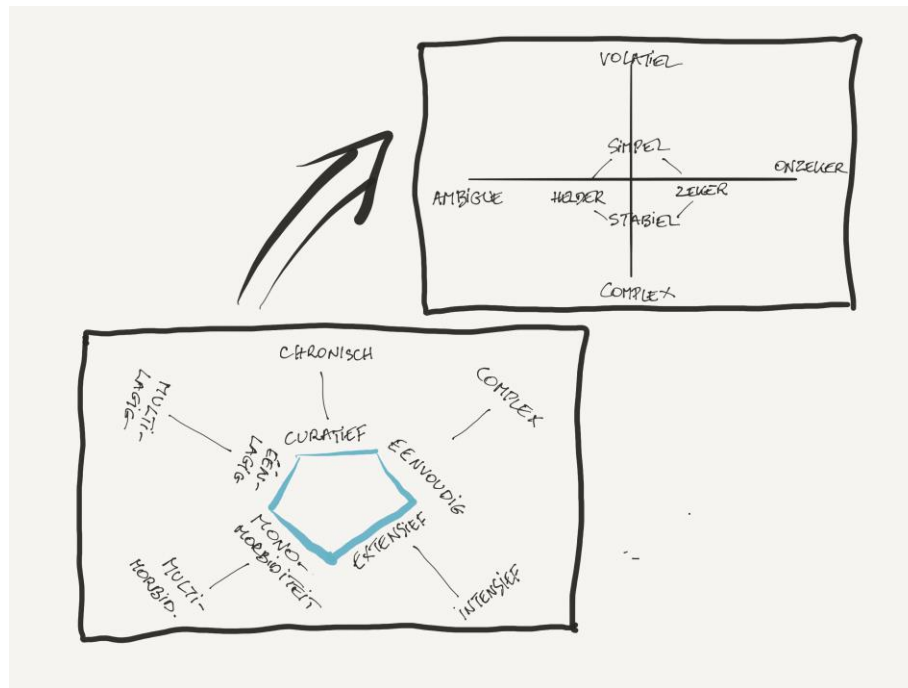 VOLATIEL
SIMPEL
ONZEKER
AMBIGUE
HELDER
ZEKER
STABIEL
COMPLEX
CHRONISCH
COMPLEX
MULTI-
LAGIG-
CURATIEF
EENVOUDIG
ÉÉN-
LAGIG
MONO-
MORBIDITEIT
EXTENSIEF
MULTI-
MORBID.
INTENSIEF